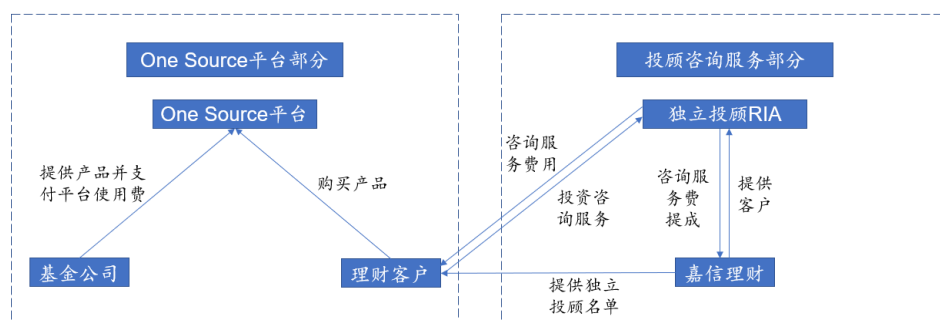 One Source平台部分
投顾咨询服务部分
One Source平台
独立投顾RIA
提供产品并支
付平台使用费
购买产品
咨询服
务费用
投资咨
询服务
咨询服
务费
提成
提供
客户
基金公司
理财客户
嘉信理财
提供独立
投顾名单